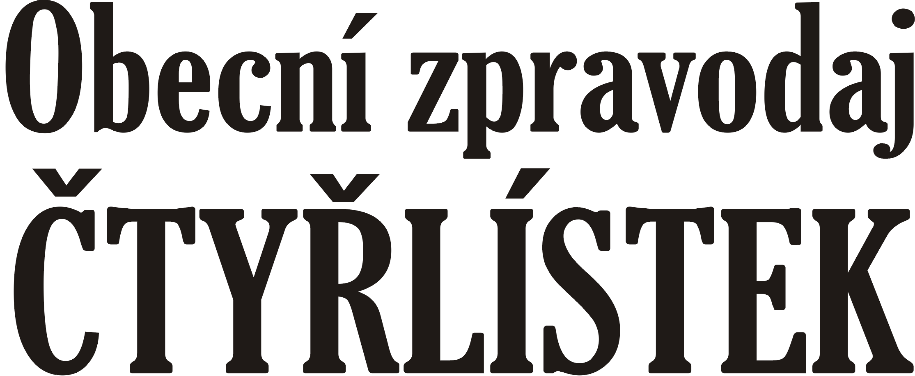 Obecní zpravodaj
ČTYŘLÍSTEK